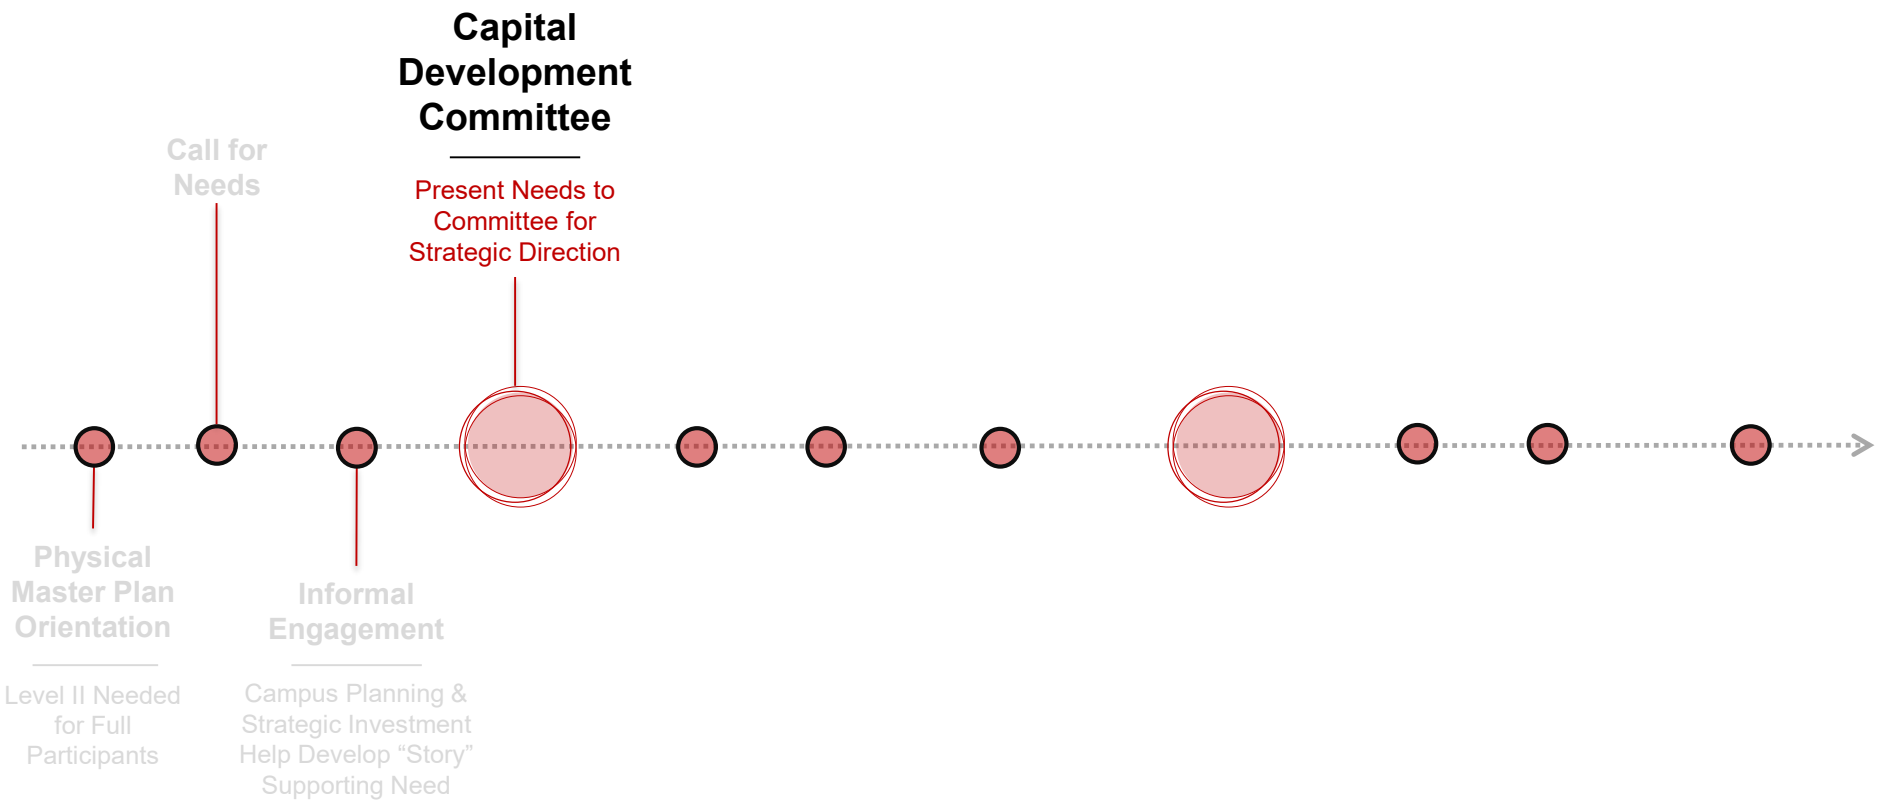 Capital
Development
Committee
Present Needs to
Committee for
Strategic Direction
Call for
Needs
Physical
Master Plan
Orientation
Level II Needed
for Full
Participants
Informal
Engagement
Campus Planning &
Strategic Investment
Help Develop “Story”
Supporting Need